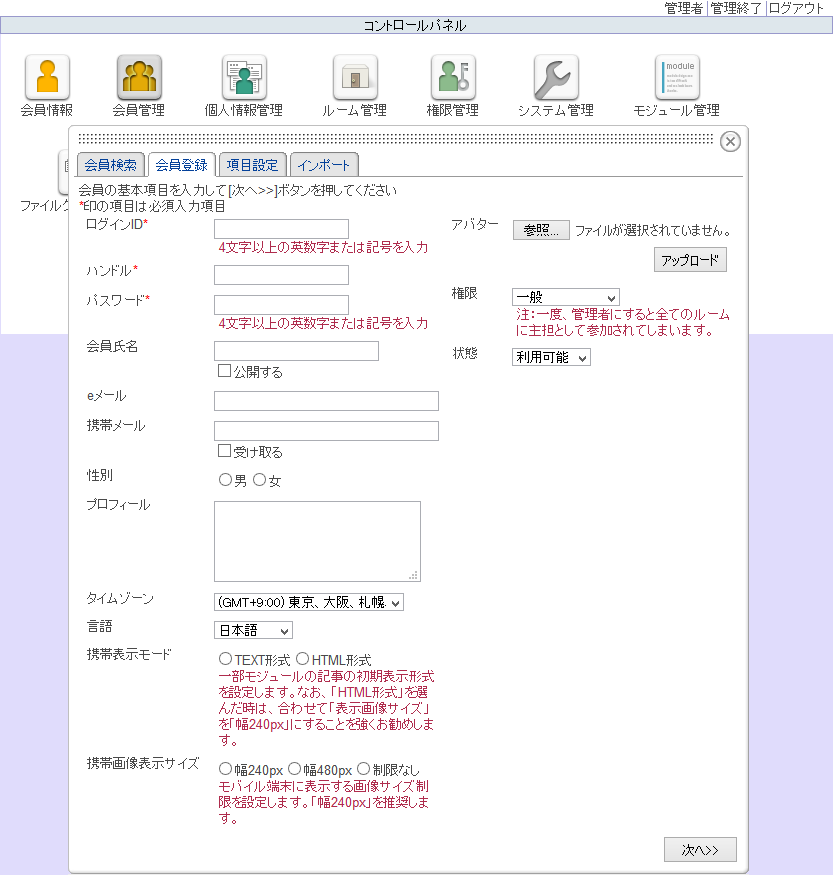 管理者|管理終了|ログアウト
コントロールパネル
会員情報 会員管理 個人情報管理 ルーム管理 権限管理 システム管理 モジュール管理
module
ファイルク
会員検索 会員登録 項目設定 インポート
会員の基本項目を入力して[次へ>>]ボタンを押してください
*印の項目は必須入力項目
ログインID*
4文字以上の英数字または記号を入力
ハンドル*
パスワード*
4文字以上の英数字または記号を入力
会員氏名
公開する
eメール
携帯メール
受け取る
性別 男 女
プロフィール
タイムゾーン (GMT+9:00) 東京、大阪、札幌
言語 日本語
携帯表示モード TEXT形式 HTML形式
一部モジュールの記事の初期表示形式
を設定します。なお、「HTML形式」を選
んだ時は、合わせて「表示画像サイズ」
を「幅240px」にすることを強くお勧めしま
す。
携帯画像表示サイズ 幅240px 幅480px 制限なし
モバイル端末に表示する画像サイズ制
限を設定します。「幅240px」を推奨しま
す。
アバター 参照... ファイルが選択されていません。
アップロード
権限 一般
注:一度、管理者にすると全てのルーム
に主担として参加されてしまいます。
状態 利用可能
次へ>>